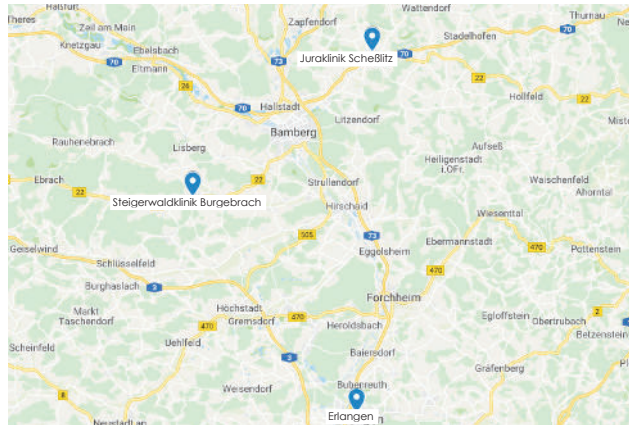 Haßfurt
Wattendorf
Theres
Zeil am Main
Zapfendorf
Thurnau
Stadelhofen
70
Knetzgau
Ebelsbach
73
Juraklinik Scheßlitz
70
Eltmann
70
26
22
Hollfeld
70
Hallstadt
Litzendorf
Bamberg
Rauhenebrach
Lisberg
Aufseß
Heiligenstadt
i.OFr.
Ebrach
22
22
Strullendorf
Waischenfeld
Ahorntal
Steigerwaldklinik Burgebrach
Hirschaid
Wiesenttal
505
73
Ebermannstadt
470
Geiselwind
Eggolsheim
Pottenstein
Schlüsselfeld
470
Burghaslach
3
Forchheim
Höchstadt
Markt
Taschendorf
Gremsdorf
470
Egloffstein
2
Obertrubach
470
Heroldsbach
Betzenstein
Scheinfeld
Uehlfeld
3
Baiersdorf
Gräfenberg
Weisendorf
Bubenreuth
8
Erlangen